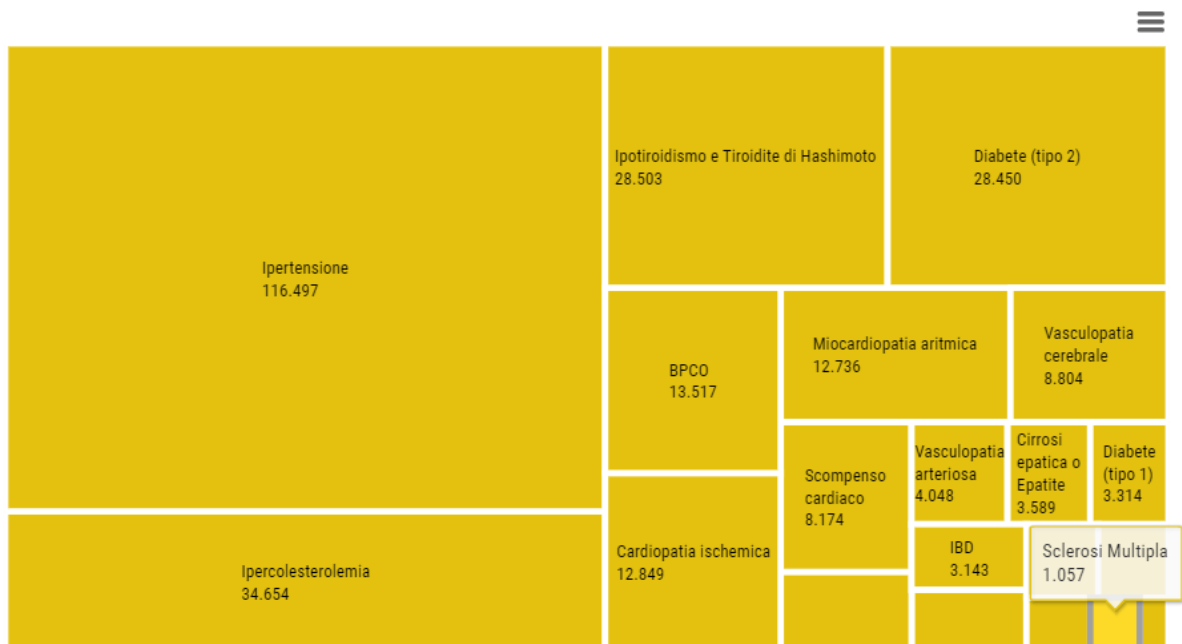 Ipertensione
116.497
Ipercolesterolemia
34.654
Ipotiroidismo e Tiroidite di Hashimoto
28.503
Diabete (tipo 2)
28.450
BPCO
13.517
Cardiopatia ischemica
12.849
Miocardiopatia aritmica
12.736
Vasculopatia
cerebrale
8.804
Scompenso
cardiaco
8.174
Vasculopatia
arteriosa
4.048
Cirrosi
epatica o
Epatite
3.589
Diabete
(tipo 1)
3.314
IBD
3.143
Sclerosi Multipla
1.057